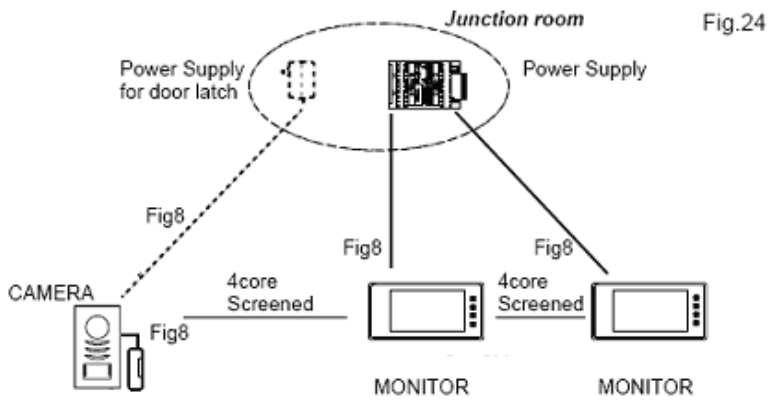 Junction room
Fig.24
Power Supply
for door latch
Power Supply
Fig8
Fig8
Fig8
CAMERA
4core
Screened
4core
Screened
Fig8
MONITOR
MONITOR